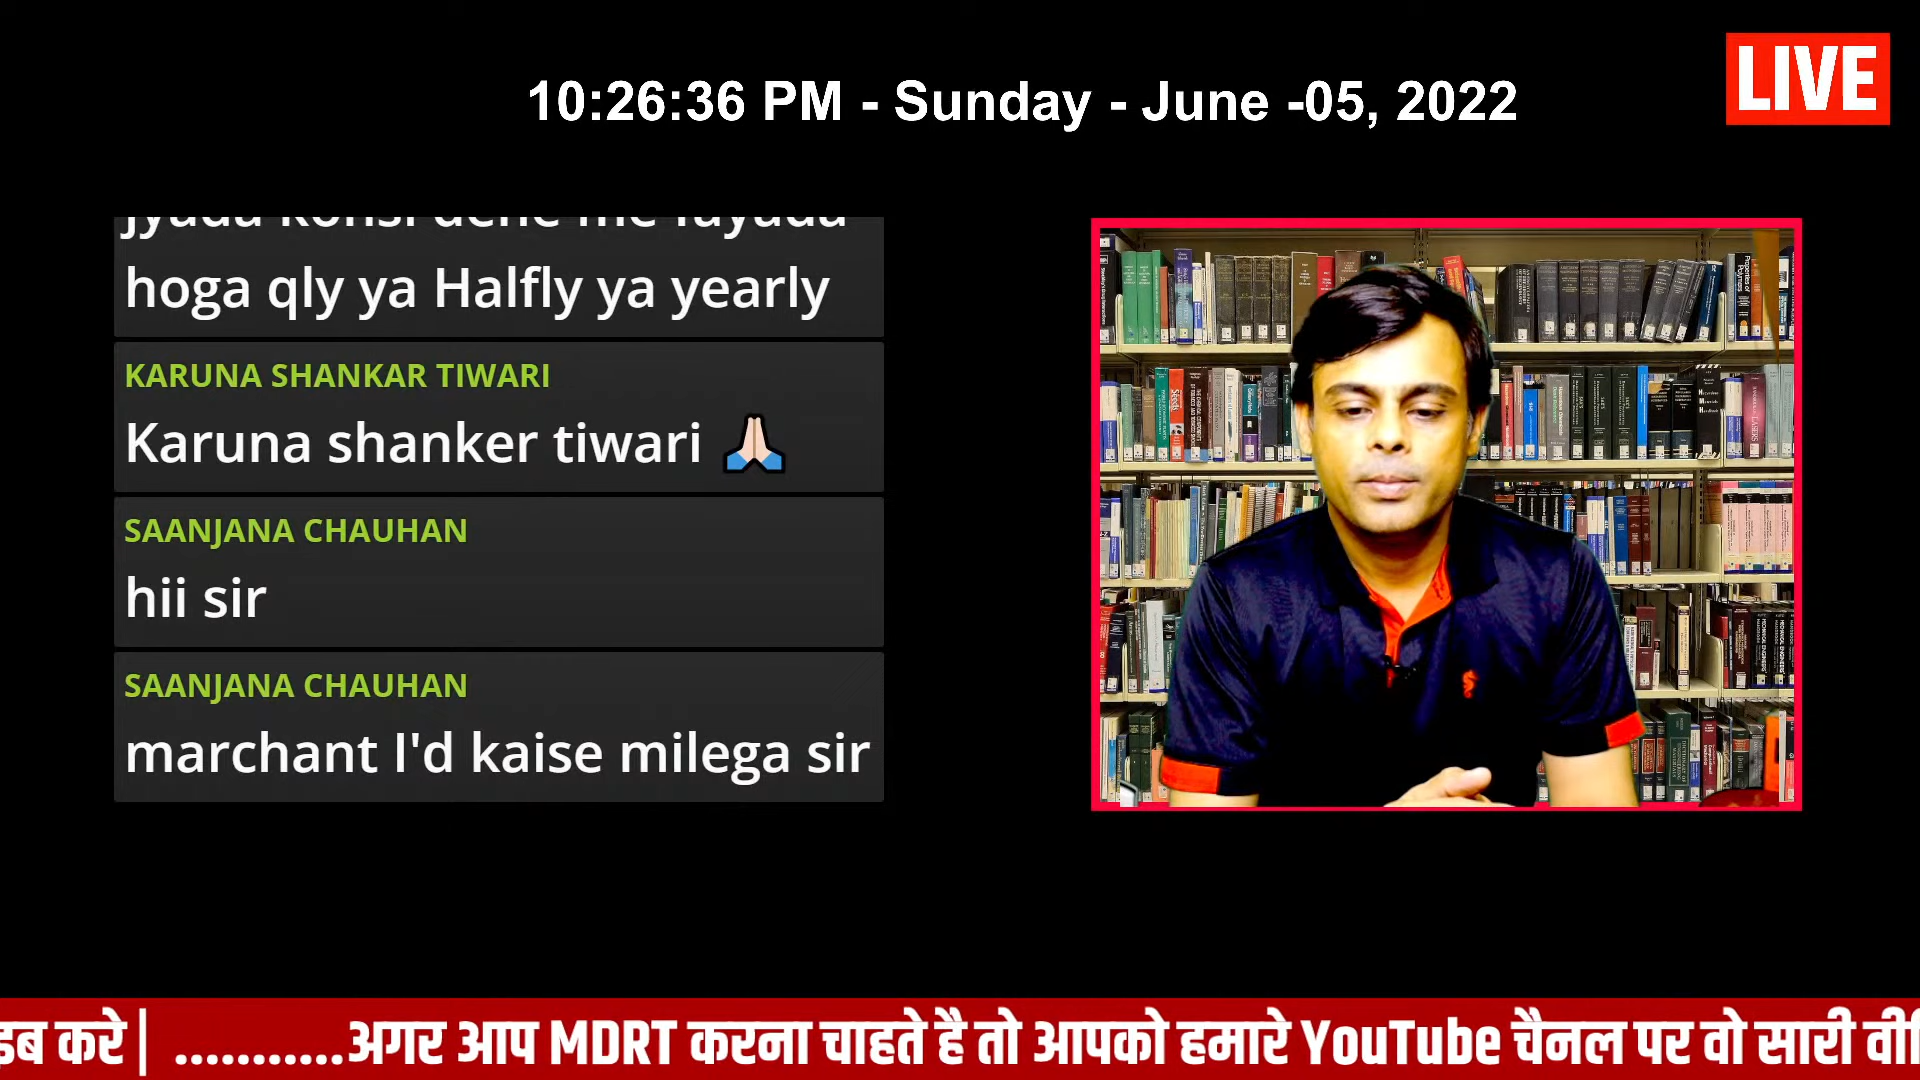 10:26:36 PM - Sunday - June -05, 2022
LIVE
hoga qly ya Halfly ya yearly
KARUNA SHANKAR TIWARI
Karuna shanker tiwari 🙏🏻
SAANJANA CHAUHAN
hii sir
SAANJANA CHAUHAN
marchant I'd kaise milega sir
करे | ...........अगर आप MDRT करना चाहते है तो आपको हमारे YouTube चैनल पर वो सारी